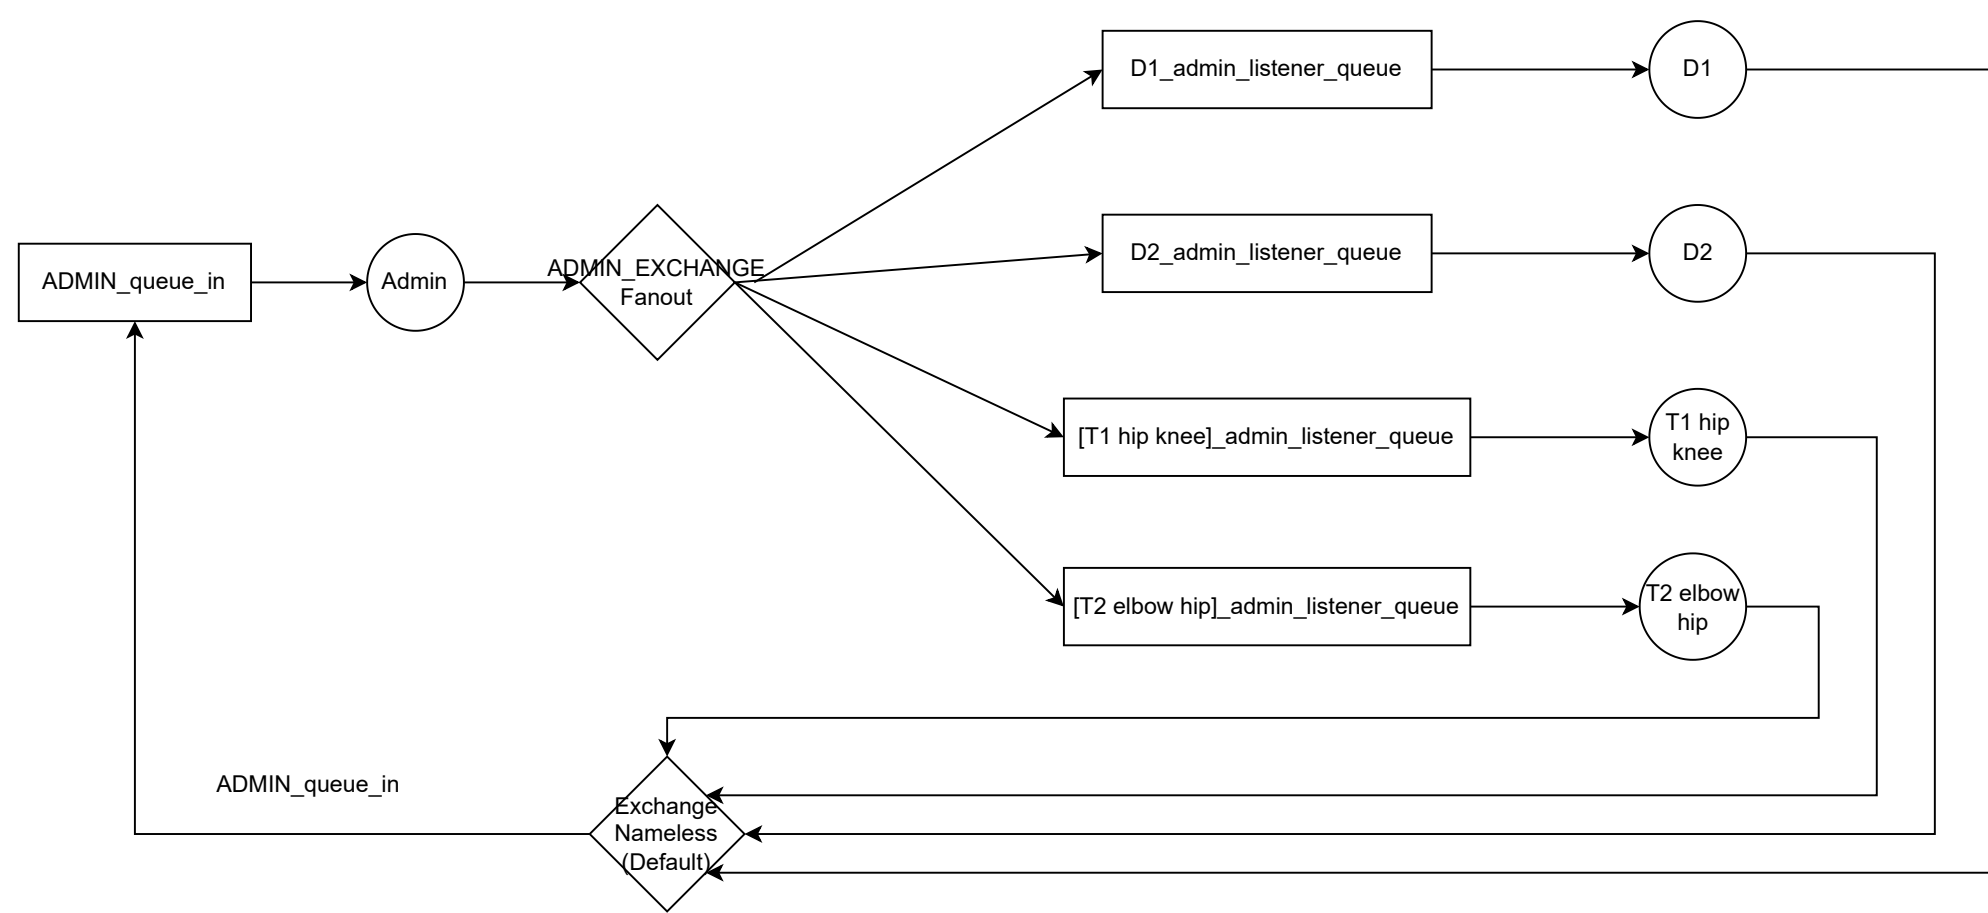 D1_admin_listener_queue
D1
D2_admin_listener_queue
D2
ADMIN_queue_in
Admin
ADMIN_EXCHANGE
Fanout
[T1 hip knee]_admin_listener_queue
T1 hip
knee
[T2 elbow hip]_admin_listener_queue
T2 elbow
hip
ADMIN_queue_in
Exchange
Nameless
(Default)